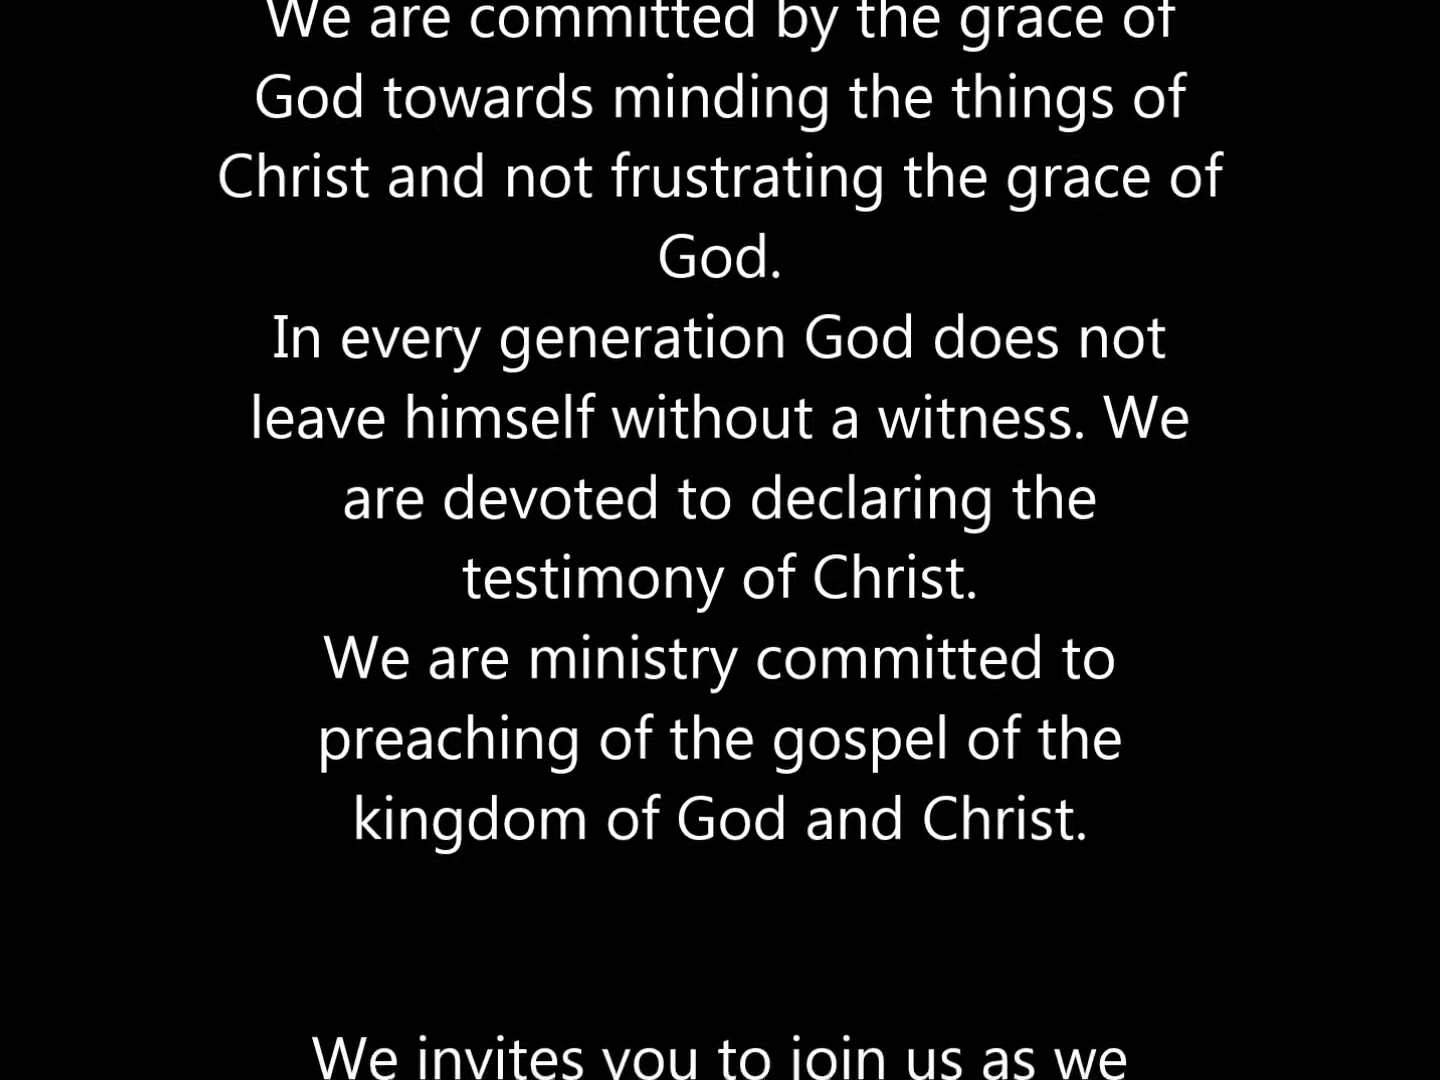 We are committed by the grace of
God towards minding the things of
Christ and not frustrating the grace of
God.
In every generation God does not
leave himself without a witness. We
are devoted to declaring the
testimony of Christ.
We are ministry committed to
preaching of the gospel of the
kingdom of God and Christ.
We invites you to join us as we